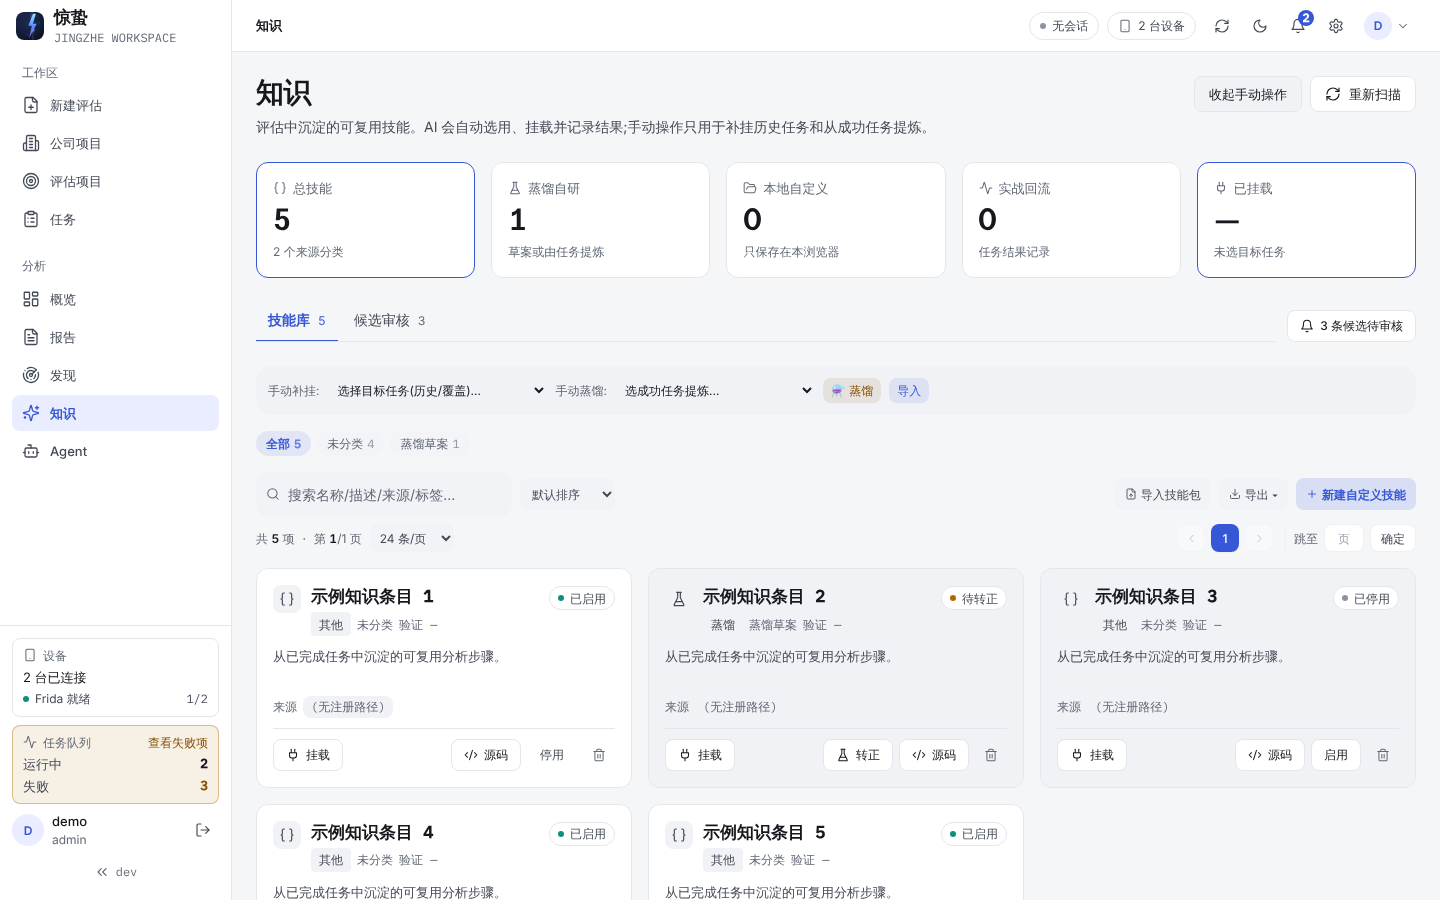 惊蛰
JINGZHE WORKSPACE
工作区
新建评估
公司项目
评估项目
任务
分析
概览
报告
发现
知识
Agent
设备
2 台已连接
Frida 就绪 1/2
任务队列 查看失败项
运行中 2
失败 3
D demo
admin
dev
知识
无会话 2 台设备 2 D
知识
收起手动操作 重新扫描
评估中沉淀的可复用技能。AI 会自动选用、挂载并记录结果;手动操作只用于补挂历史任务和从成功任务提炼。
总技能
5
2 个来源分类
蒸馏自研
1
草案或由任务提炼
本地自定义
0
只保存在本浏览器
实战回流
0
任务结果记录
已挂载
—
未选目标任务
技能库 5 候选审核 3 3 条候选待审核
手动补挂: 选择目标任务(历史/覆盖)... 手动蒸馏: 选成功任务提炼... 蒸馏 导入
全部 5 未分类 4 蒸馏草案 1
搜索名称/描述/来源/标签... 默认排序 导入技能包 导出 + 新建自定义技能
共 5 项 · 第 1/1 页 24 条/页 1 跳至 页 确定
示例知识条目 1 已启用
其他 未分类 验证 —
从已完成任务中沉淀的可复用分析步骤。
来源 (无注册路径)
挂载 源码 停用
示例知识条目 2 待转正
蒸馏 蒸馏草案 验证 —
从已完成任务中沉淀的可复用分析步骤。
来源 (无注册路径)
挂载 转正 源码
示例知识条目 3 已停用
其他 未分类 验证 —
从已完成任务中沉淀的可复用分析步骤。
来源 (无注册路径)
挂载 源码 启用
示例知识条目 4 已启用
其他 未分类 验证 —
从已完成任务中沉淀的可复用分析步骤。
示例知识条目 5 已启用
其他 未分类 验证 —
从已完成任务中沉淀的可复用分析步骤。